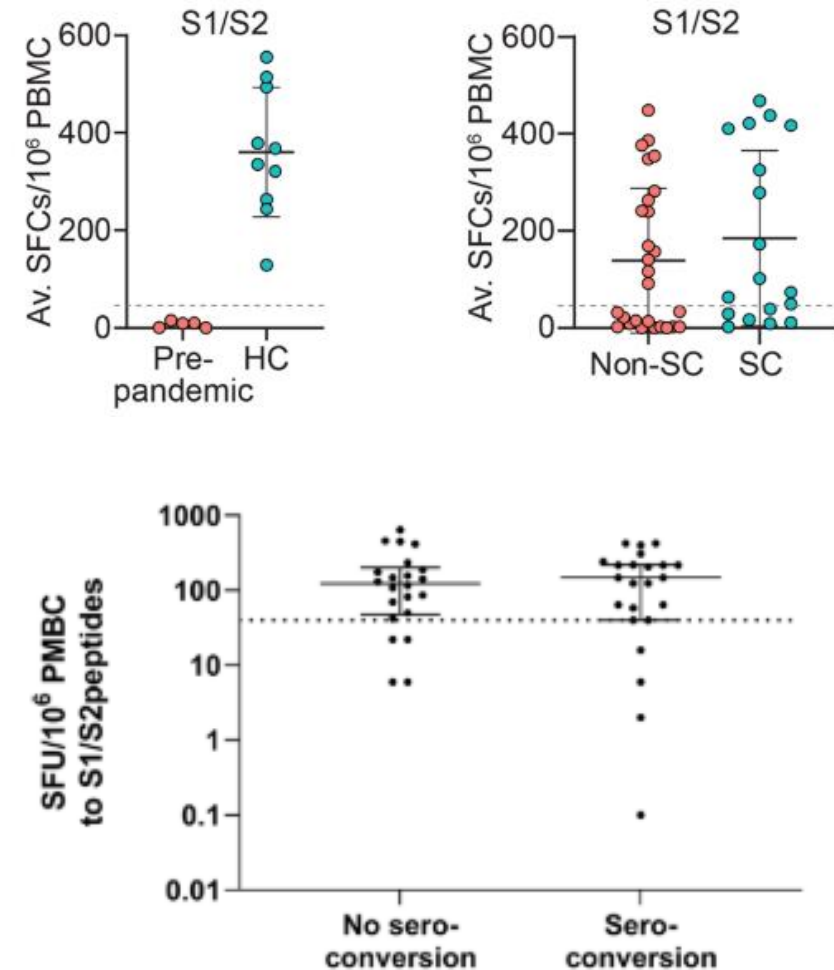 S1/S2
Av. SFCs/10⁶ PBMC
600
400
200
0
Pre-
pandemic
HC
S1/S2
Av. SFCs/10⁶ PBMC
600
400
200
0
Non-SC
SC
SFU/10⁶ PMBC
to S1/S2peptides
1000
100
10
1
0.1
0.01
No sero-
conversion
Sero-
conversion